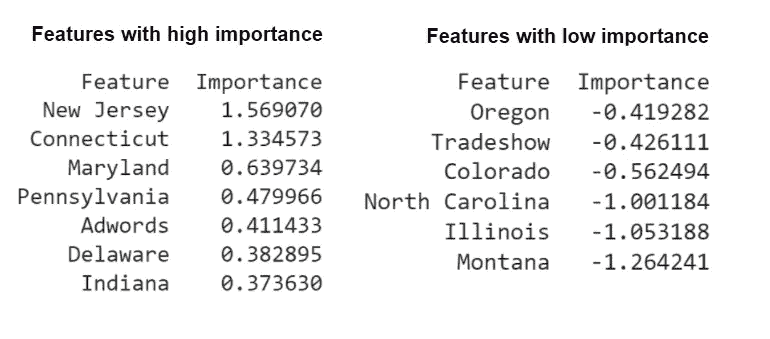 Features with high importance
Feature Importance
New Jersey 1.569070
Connecticut 1.334573
Maryland 0.639734
Pennsylvania 0.479966
Adwords 0.411433
Delaware 0.382895
Indiana 0.373630
Features with low importance
Feature Importance
Oregon -0.419282
Tradeshow -0.426111
Colorado -0.562494
North Carolina -1.001184
Illinois -1.053188
Montana -1.264241